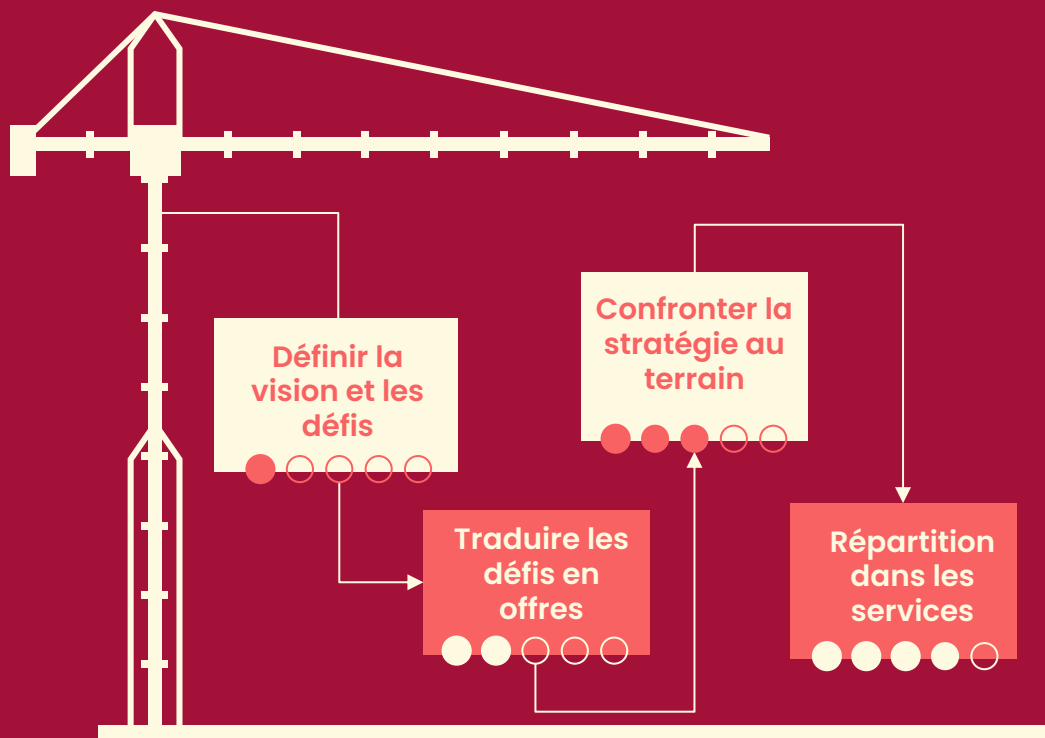 Définir la
vision et les
défis
Traduire les
défis en
offres
Confronter la
stratégie au
terrain
Répartition
dans les
services